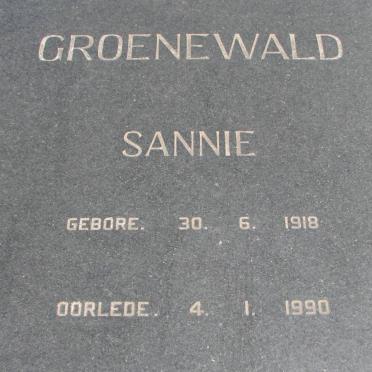 GROENEWALD
SANNIE
GEBORE. 30. 6. 1918
OORLEDE. 4. 1. 1990